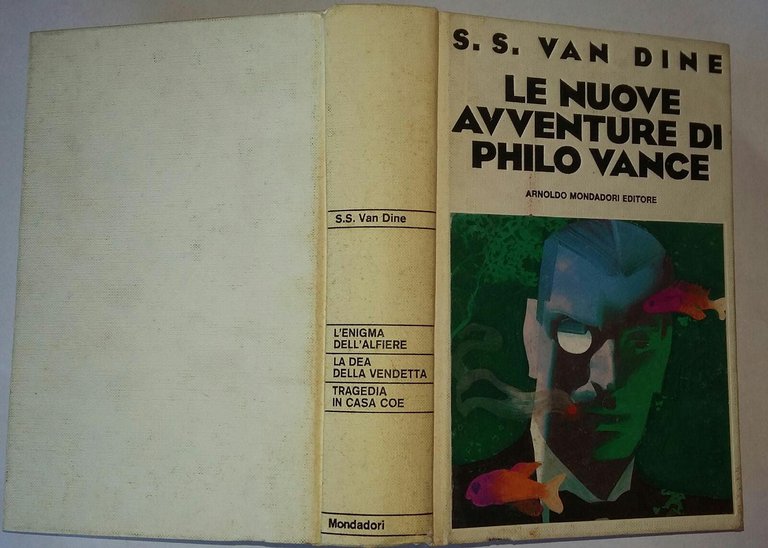 S. S. VAN DINE
LE NUOVE
AVVENTURE DI
PHILO VANCE
ARNOLDO MONDADORI EDITORE
S.S. Van Dine
L'ENIGMA
DELL'ALFIERE
LA DEA
DELLA VENDETTA
TRAGEDIA
IN CASA COE
Mondadori